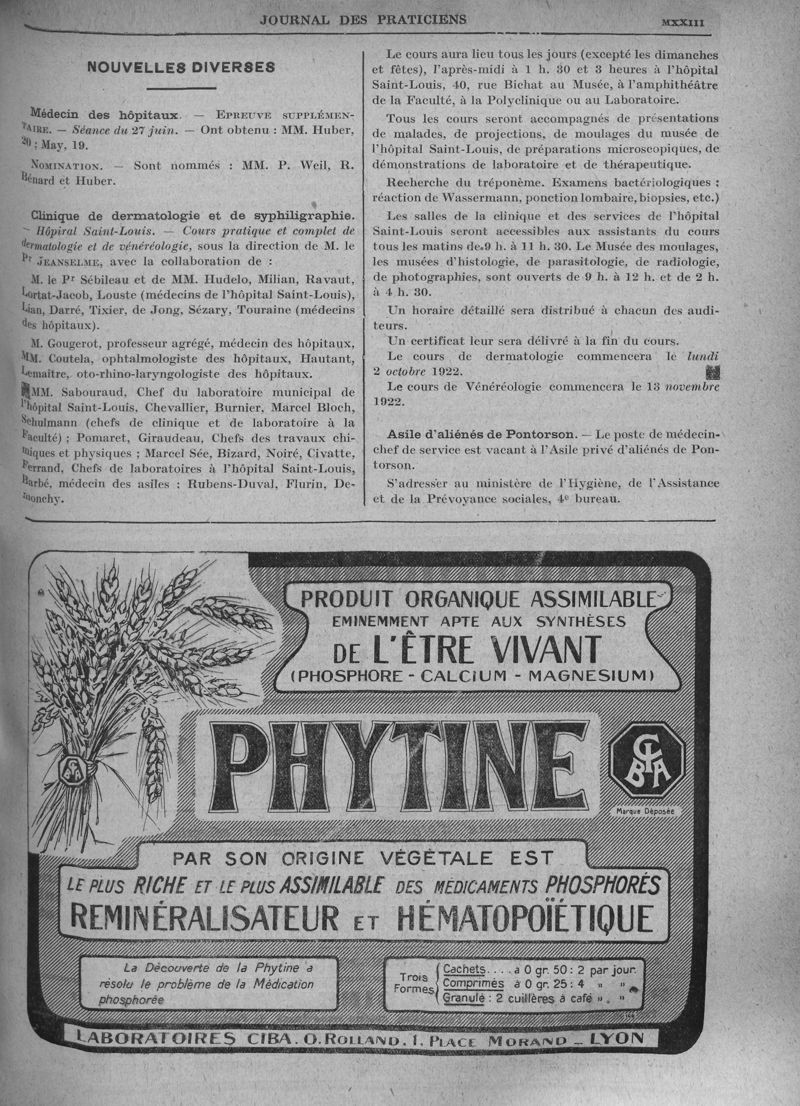 JOURNAL DES PRATICIENS
MXXIII
NOUVELLES DIVERSES
Médecin des hôpitaux. — EPREUVE SUPPLÉMEN-
TAIRE. — Séance du 27 juin. — Ont obtenu : MM. Huber,
20 ; May, 19.
NOMINATION. — Sont nommés : MM. P. Weil, R.
Bénard et Huber.
Clinique de dermatologie et de syphiligraphie.
— Hôpiral Saint-Louis. — Cours pratique et complet de
dermatologie et de vénéréologie, sous la direction de M. le
Pr JEANSELME, avec la collaboration de :
M. le Pr Sébileau et de MM. Hudelo, Milian, Ravaut,
Lortat-Jacob, Louste (médecins de l'hôpital Saint-Louis),
Lian, Darré, Tixier, de Jong, Sézary, Touraine (médecins
des hôpitaux).
M. Gougerot, professeur agrégé, médecin des hôpitaux,
MM. Coutela, ophtalmologiste des hôpitaux, Hautant,
Lemaître, oto-rhino-laryngologiste des hôpitaux.
MM. Sabouraud, Chef du laboratoire municipal de
l'hôpital Saint-Louis, Chevallier, Burnier, Marcel Bloch,
Schulmann (chefs de clinique et de laboratoire à la
Faculté) ; Pomaret, Giraudeau, Chefs des travaux chi-
miques et physiques ; Marcel Sée, Bizard, Noiré, Civatte,
Ferrand, Chefs de laboratoires à l'hôpital Saint-Louis,
Barbé, médecin des asiles ; Rubens-Duval, Flurin, De-
monchy.
Le cours aura lieu tous les jours (excepté les dimanches
et fêtes), l'après-midi à 1 h. 30 et 3 heures à l'hôpital
Saint-Louis, 40, rue Bichat au Musée, à l'amphithéâtre
de la Faculté, à la Polyclinique ou au Laboratoire.
Tous les cours seront accompagnés de présentations
de malades, de projections, de moulages du musée de
l'hôpital Saint-Louis, de préparations microscopiques, de
démonstrations de laboratoire et de thérapeutique.
Recherche du tréponème. Examens bactériologiques ;
réaction de Wassermann, ponction lombaire, biopsies, etc.)
Les salles de la clinique et des services de l'hôpital
Saint-Louis seront accessibles aux assistants du cours
tous les matins de 9 h. à 11 h. 30. Le Musée des moulages,
les musées d'histologie, de parasitologie, de radiologie,
de photographies, sont ouverts de 9 h. à 12 h. et de 2 h.
à 4 h. 30.
Un horaire détaillé sera distribué à chacun des audi-
teurs.
Un certificat leur sera délivré à la fin du cours.
Le cours de dermatologie commencera le lundi
2 octobre 1922.
Le cours de Vénéréologie commencera le 13 novembre
1922.
Asile d'aliénés de Pontorson. — Le poste de médecin-
chef de service est vacant à l'Asile privé d'aliénés de Pon-
torson.
S'adresser au ministère de l'Hygiène, de l'Assistance
et de la Prévoyance sociales, 4e bureau.
PRODUIT ORGANIQUE ASSIMILABLE
EMINEMMENT APTE AUX SYNTHÈSES
DE L'ÊTRE VIVANT
(PHOSPHORE - CALCIUM - MAGNESIUM)
PHYTINE
CIBA
CIBA
Marque Déposée
PAR SON ORIGINE VÉGÉTALE EST
LE PLUS RICHE ET LE PLUS ASSIMILABLE DES MÉDICAMENTS PHOSPHORÉS
REMINÉRALISATEUR ET HÉMATOPOÏÉTIQUE
La Découverte de la Phytine a
résolu le problème de la Médication
phosphorée
Trois
Formes
Cachets.... à 0 gr. 50 : 2 par jour.
Comprimés à 0 gr. 25 : 4 " "
Granulé : 2 cuillères à café " "
LABORATOIRES CIBA. O. ROLLAND. 1, PLACE MORAND _ LYON